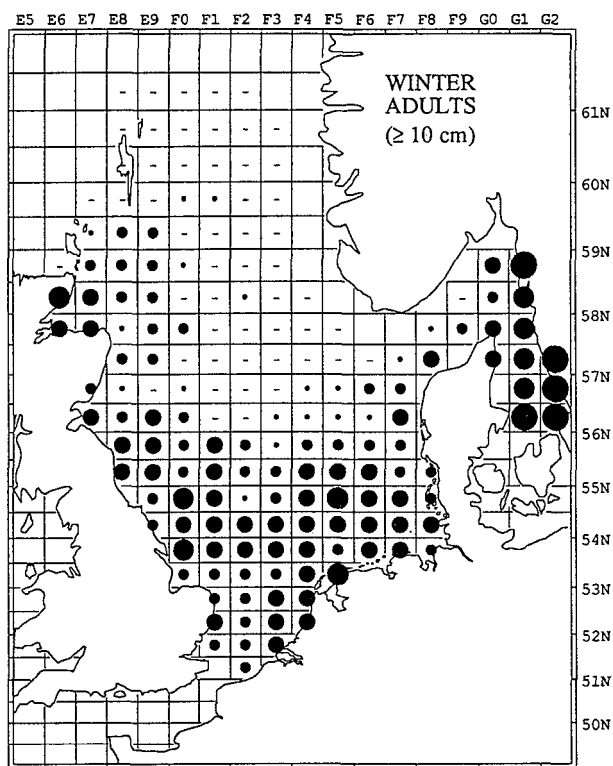 E5 E6 E7 E8 E9 F0 F1 F2 F3 F4 F5 F6 F7 F8 F9 G0 G1 G2
WINTER
ADULTS
(≥ 10 cm)
61N
60N
59N
58N
57N
56N
55N
54N
53N
52N
51N
50N